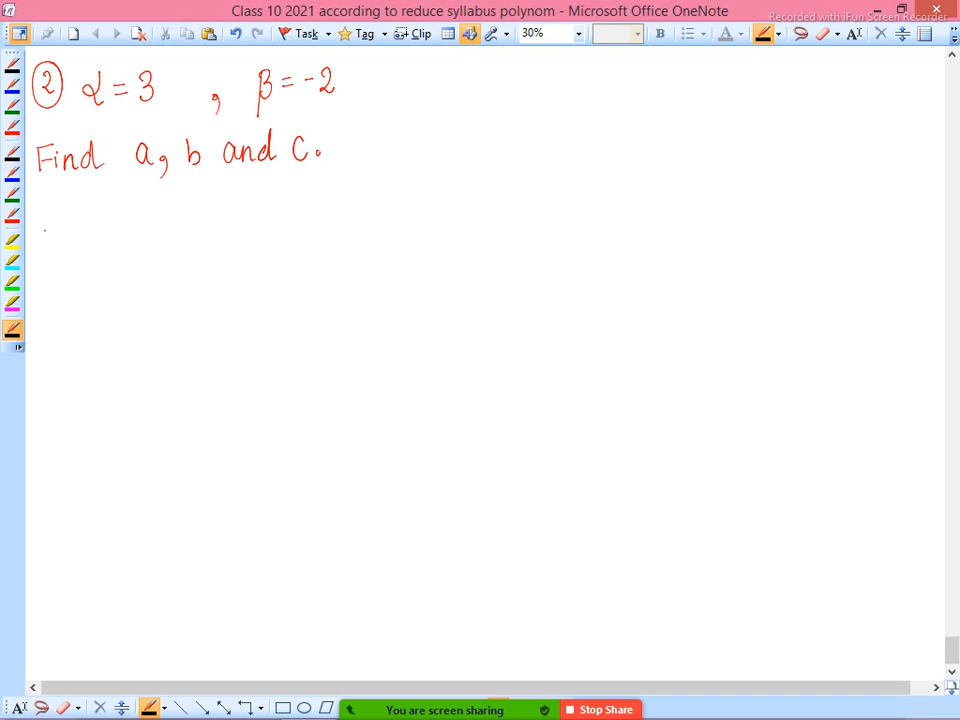 Class 10 2021 according to reduce syllabus polynom - Microsoft Office OneNote
Recorded with iFun Screen Recorder
Task Tag Clip 30% B A A
② α = 3 , β = -2
Find a, b and c.
A You are screen sharing Stop Share